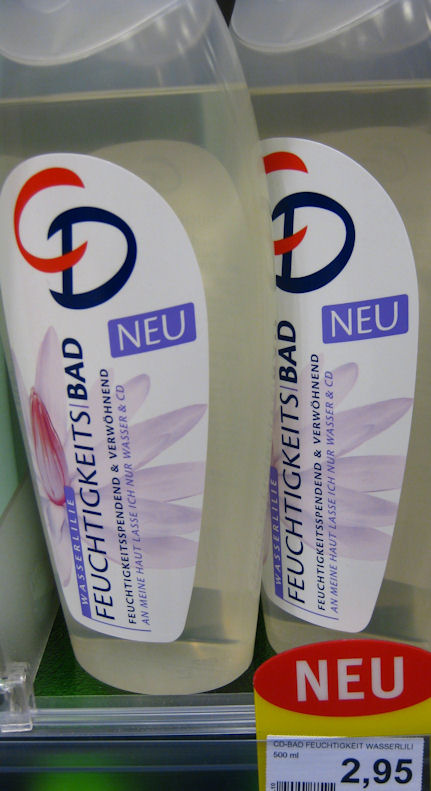 CD
NEU
WASSERLILIE
FEUCHTIGKEITS|BAD
FEUCHTIGKEITSSPENDEND & VERWÖHNEND
AN MEINE HAUT LASSE ICH NUR WASSER & CD
CD
NEU
WASSERLILIE
FEUCHTIGKEITS|BAD
FEUCHTIGKEITSSPENDEND & VERWÖHNEND
AN MEINE HAUT LASSE ICH NUR WASSER & CD
NEU
CD-BAD FEUCHTIGKEIT WASSERLILI
500 ml
2,95